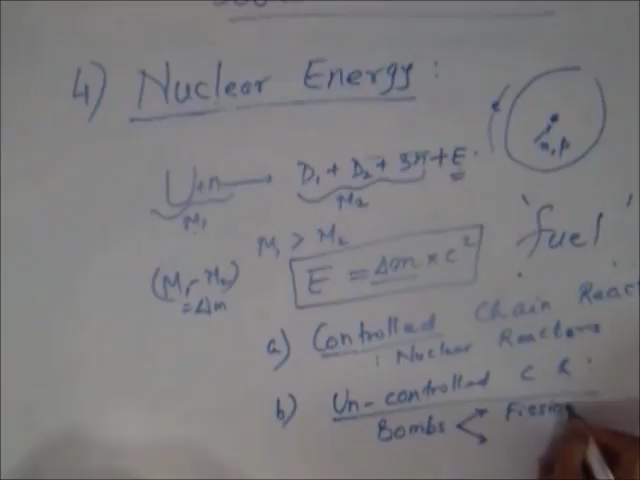 4) Nuclear Energy :
n, p
U + n → D₁ + D₂ + 3n + E.
M₁ M₂
M₁ > M₂
(M₁ - M₂) = Δm
E = Δm × c²
'fuel'
a) Controlled Chain React
: Nuclear Reactors
b) Un-controlled C R.
Bombs Fission